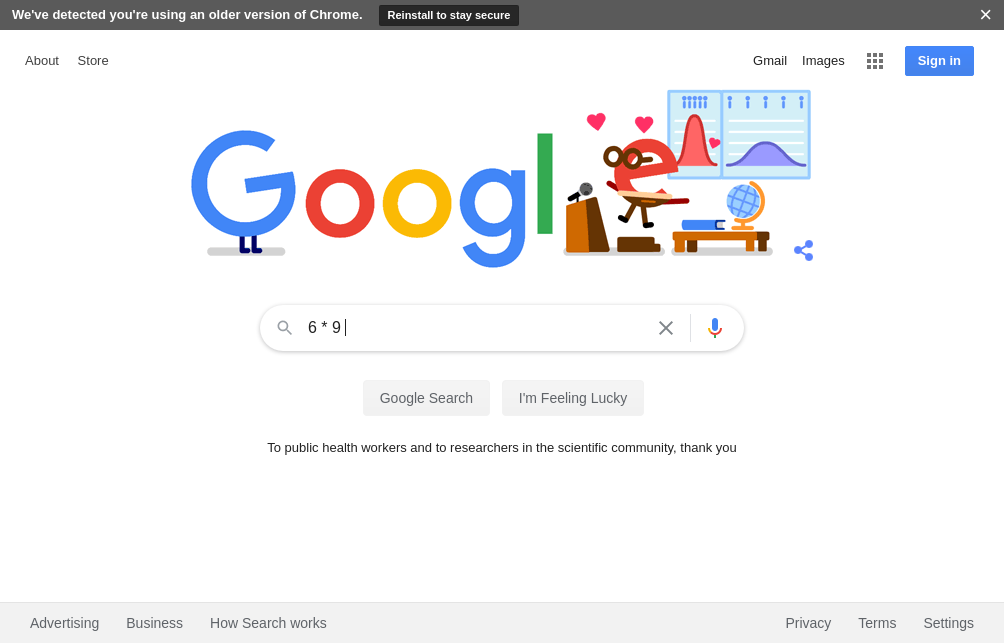 We've detected you're using an older version of Chrome. Reinstall to stay secure
About Store Gmail Images Sign in
Google
6 * 9
Google Search I'm Feeling Lucky
To public health workers and to researchers in the scientific community, thank you
Advertising Business How Search works Privacy Terms Settings